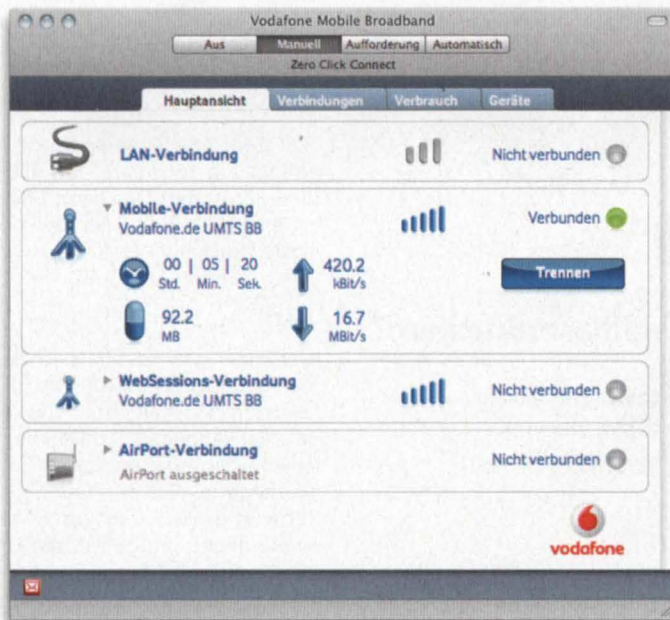 Vodafone Mobile Broadband
Aus Manuell Aufforderung Automatisch
Zero Click Connect
Hauptansicht Verbindungen Verbrauch Geräte
LAN-Verbindung Nicht verbunden
Mobile-Verbindung Verbunden
Vodafone.de UMTS BB
00 | 05 | 20 420.2 Trennen
Std. Min. Sek. kBit/s
92.2 16.7
MB MBit/s
WebSessions-Verbindung Nicht verbunden
Vodafone.de UMTS BB
AirPort-Verbindung Nicht verbunden
AirPort ausgeschaltet
vodafone